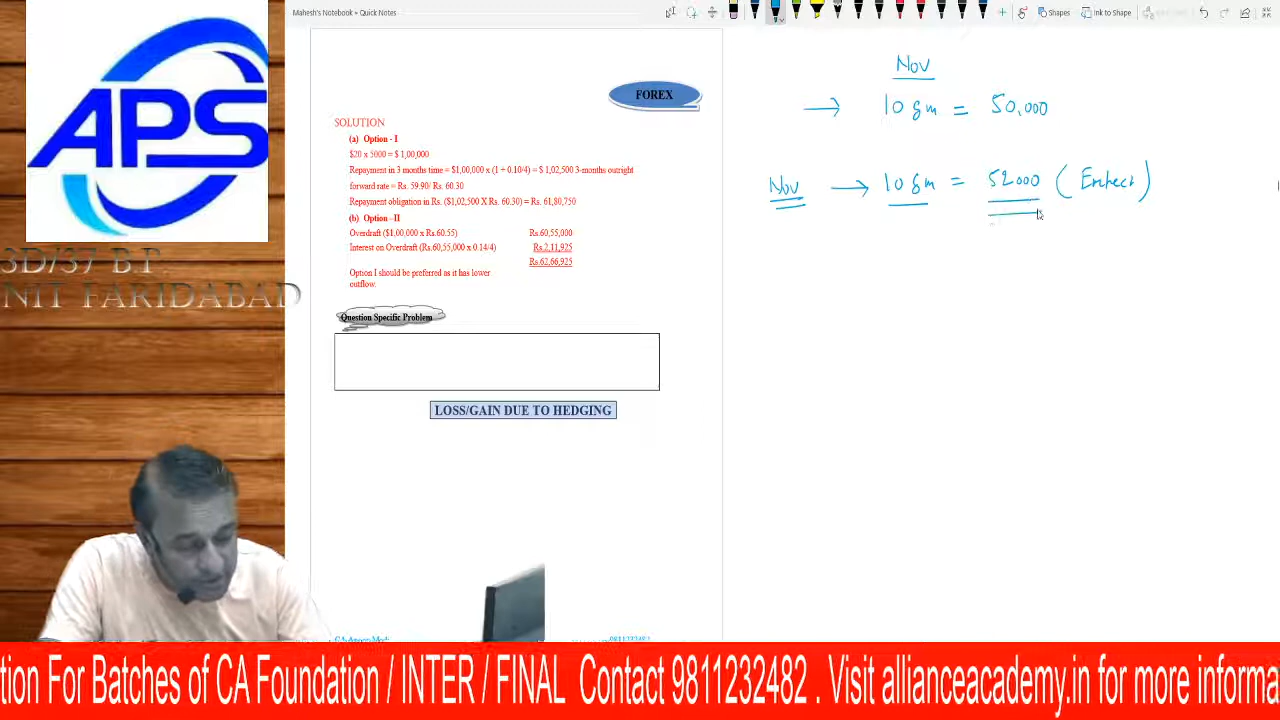 APS
3D/37 B.P.
NIT FARIDABAD
Mahesh's Notebook » Quick Notes
Shapes
Ink to Shape
FOREX
SOLUTION
(a) Option - I
$20 x 5000 = $ 1,00,000
Repayment in 3 months time = $1,00,000 x (1 + 0.10/4) = $ 1,02,500 3-months outright
forward rate = Rs. 59.90/ Rs. 60.30
Repayment obligation in Rs. ($1,02,500 X Rs. 60.30) = Rs. 61,80,750
(b) Option –II
Overdraft ($1,00,000 x Rs.60.55) Rs.60,55,000
Interest on Overdraft (Rs.60,55,000 x 0.14/4) Rs.2,11,925
Rs.62,66,925
Option I should be preferred as it has lower
outflow.
Question Specific Problem
LOSS/GAIN DUE TO HEDGING
9811232482
Nov
→ 10 gm = 50,000
Nov → 10 gm = 52000
tion For Batches of CA Foundation / INTER / FINAL Contact 9811232482 . Visit allianceacademy.in for more informa